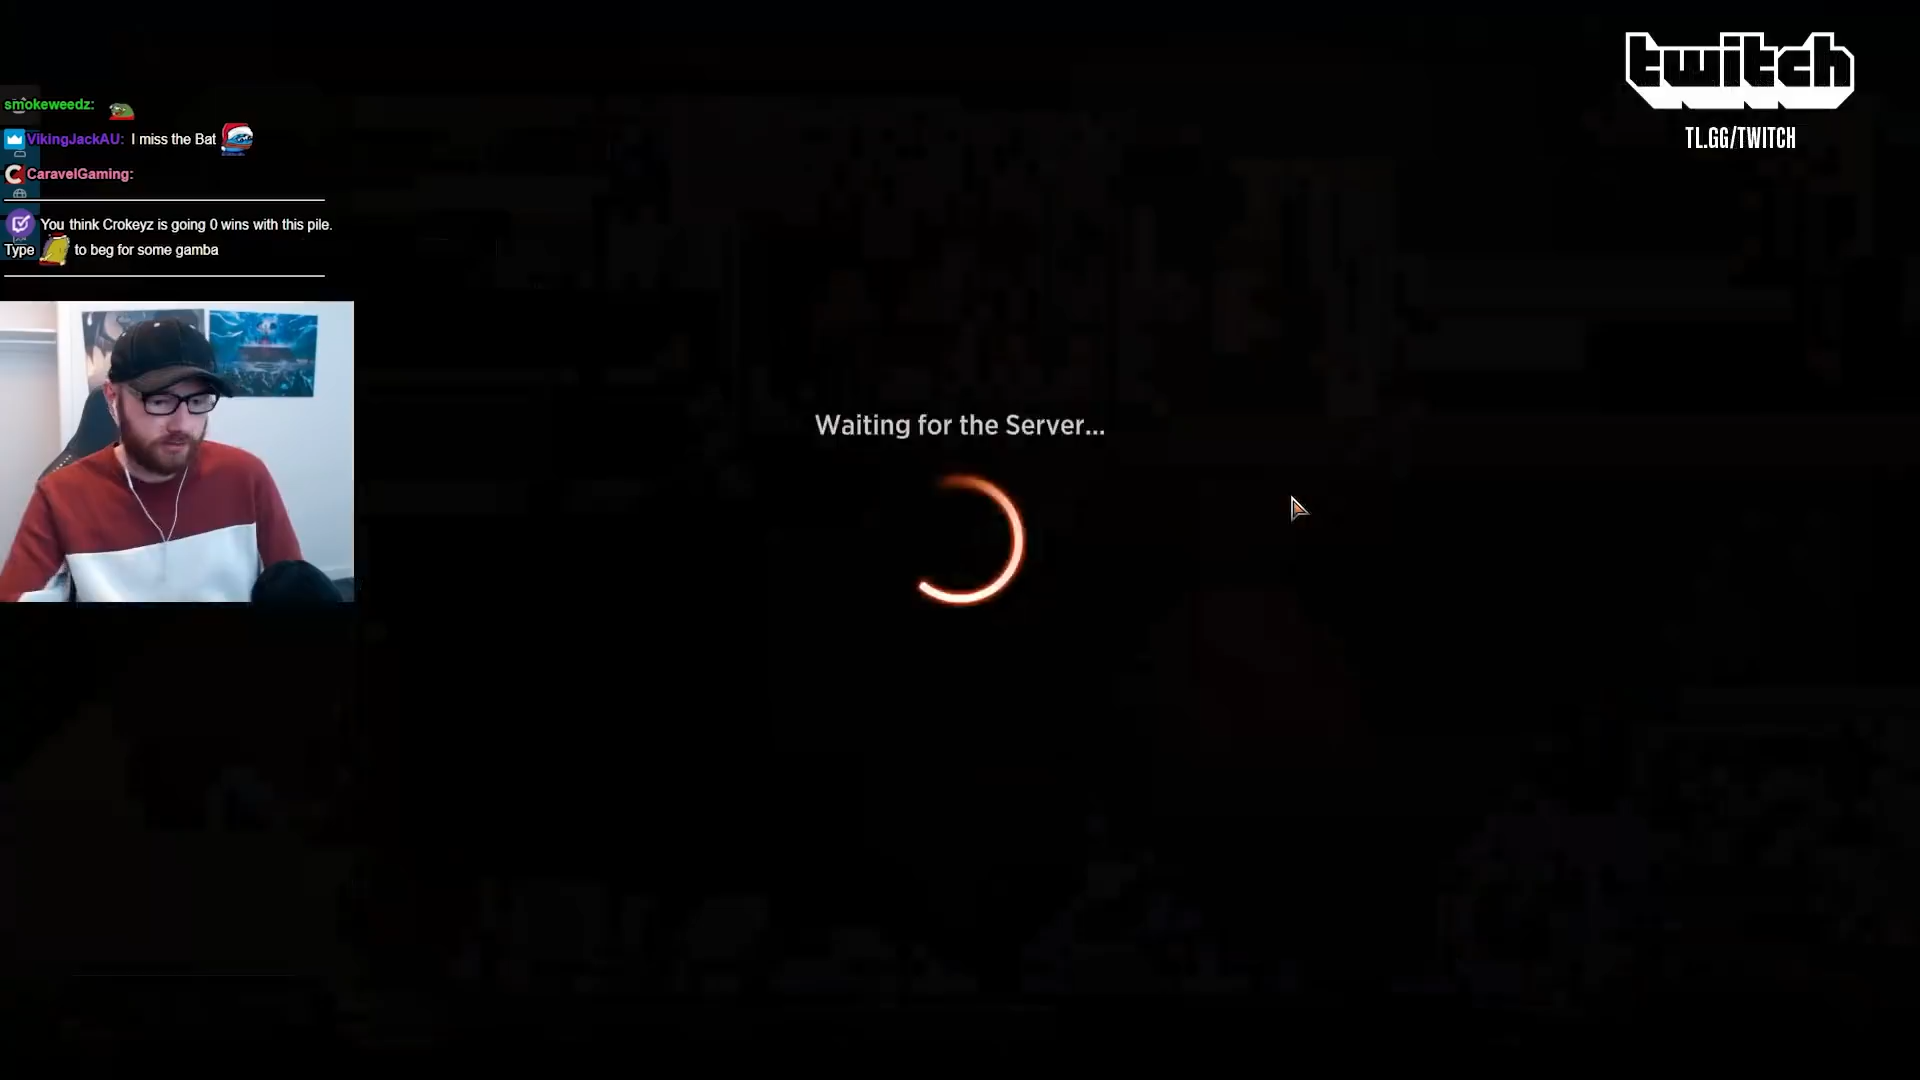 twitch
TL.GG/TWITCH
smokeweedz:
VikingJackAU: I miss the Bat
CaravelGaming:
You think Crokeyz is going 0 wins with this pile.
Type to beg for some gamba
Waiting for the Server...